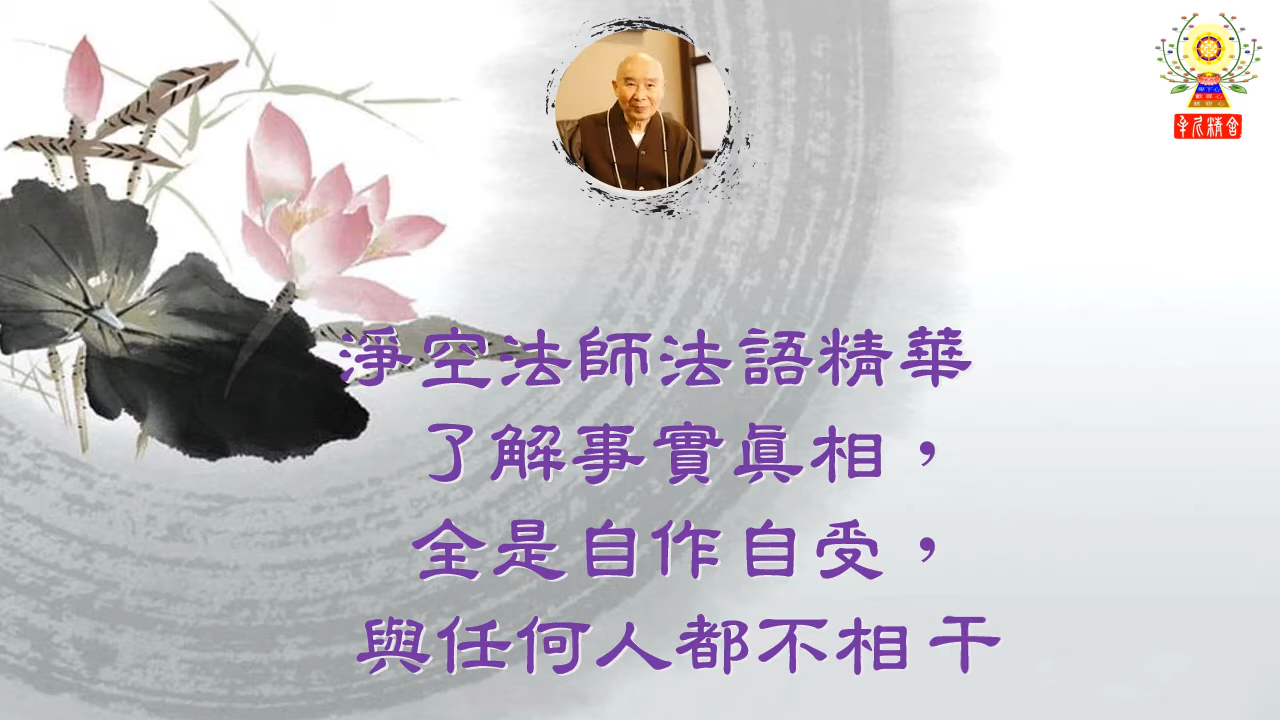 淨空法師法語精華
了解事實眞相，
全是自作自受，
與任何人都不相干